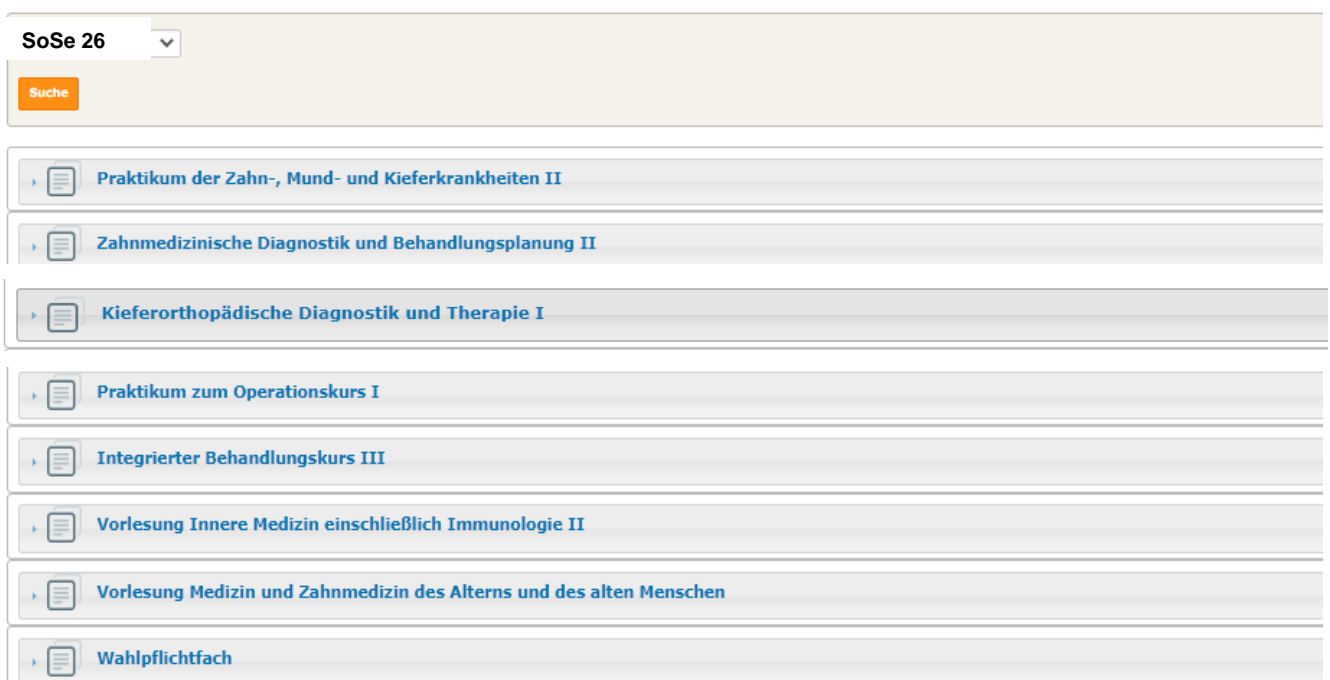 SoSe 26
Suche
Praktikum der Zahn-, Mund- und Kieferkrankheiten II
Zahnmedizinische Diagnostik und Behandlungsplanung II
Kieferorthopädische Diagnostik und Therapie I
Praktikum zum Operationskurs I
Integrierter Behandlungskurs III
Vorlesung Innere Medizin einschließlich Immunologie II
Vorlesung Medizin und Zahnmedizin des Alterns und des alten Menschen
Wahlpflichtfach